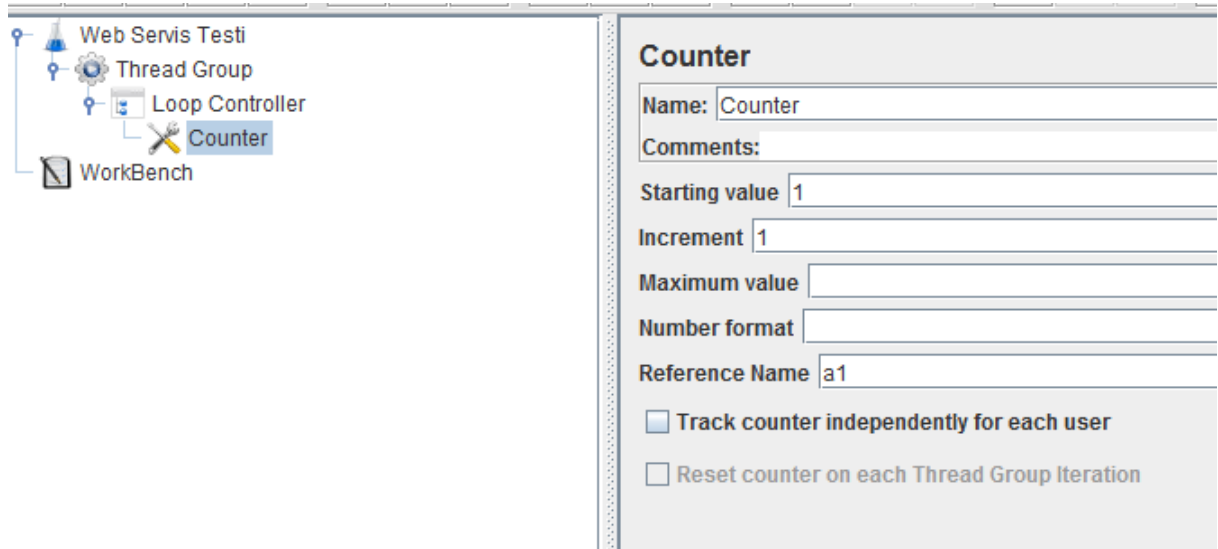 Web Servis Testi
Thread Group
Loop Controller
Counter
WorkBench
Counter
Name: Counter
Comments:
Starting value 1
Increment 1
Maximum value
Number format
Reference Name a1
Track counter independently for each user
Reset counter on each Thread Group Iteration